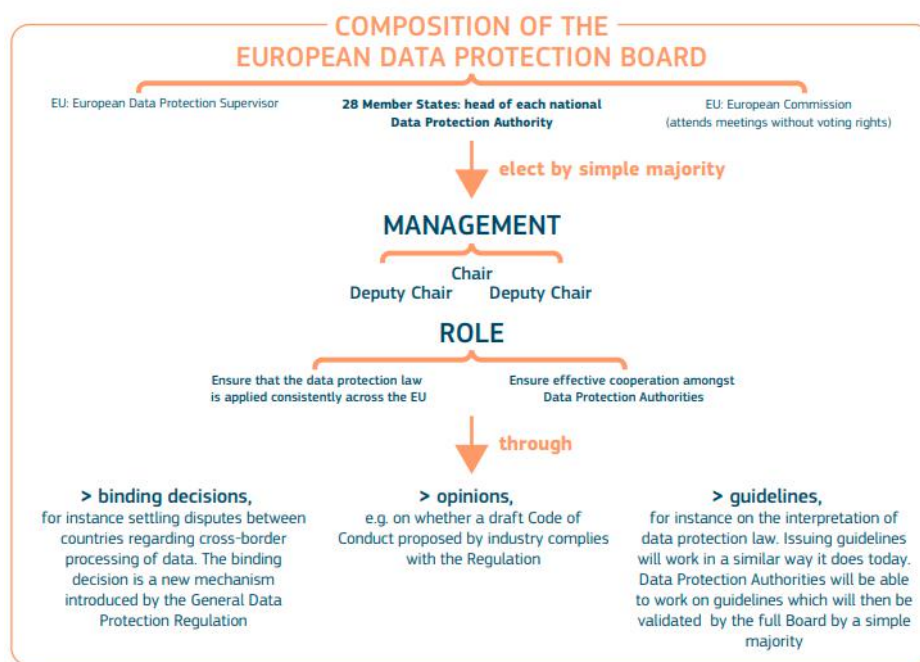 COMPOSITION OF THE
EUROPEAN DATA PROTECTION BOARD
EU: European Data Protection Supervisor
28 Member States: head of each national
Data Protection Authority
EU: European Commission
(attends meetings without voting rights)
elect by simple majority
MANAGEMENT
Chair
Deputy Chair Deputy Chair
ROLE
Ensure that the data protection law
is applied consistently across the EU
Ensure effective cooperation amongst
Data Protection Authorities
through
> binding decisions,
for instance settling disputes between
countries regarding cross-border
processing of data. The binding
decision is a new mechanism
introduced by the General Data
Protection Regulation
> opinions,
e.g. on whether a draft Code of
Conduct proposed by industry complies
with the Regulation
> guidelines,
for instance on the interpretation of
data protection law. Issuing guidelines
will work in a similar way it does today.
Data Protection Authorities will be able
to work on guidelines which will then be
validated by the full Board by a simple
majority